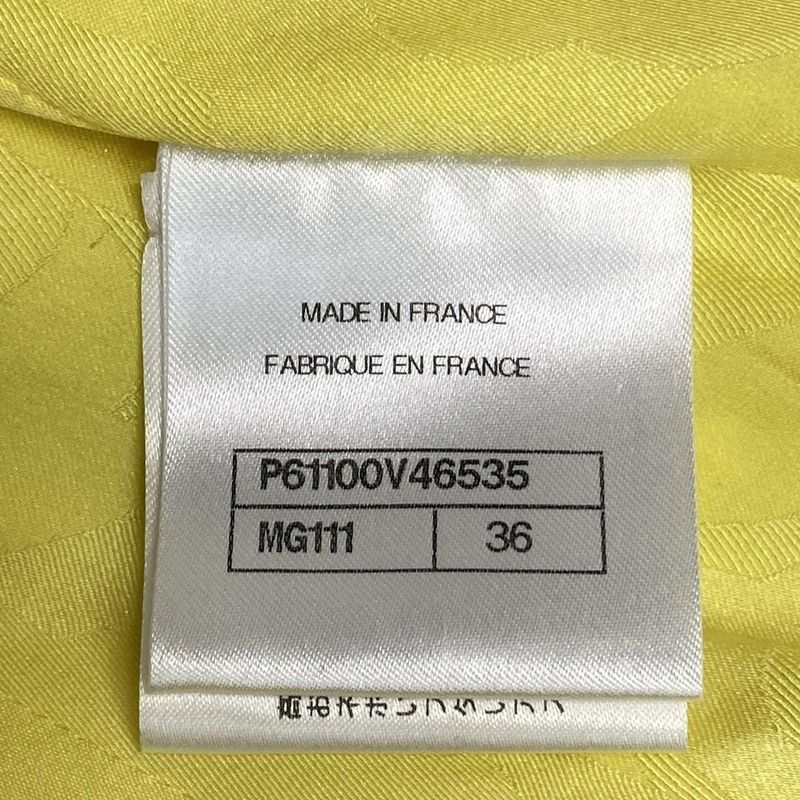 MADE IN FRANCE
FABRIQUE EN FRANCE
P61100V46535
MG111 36